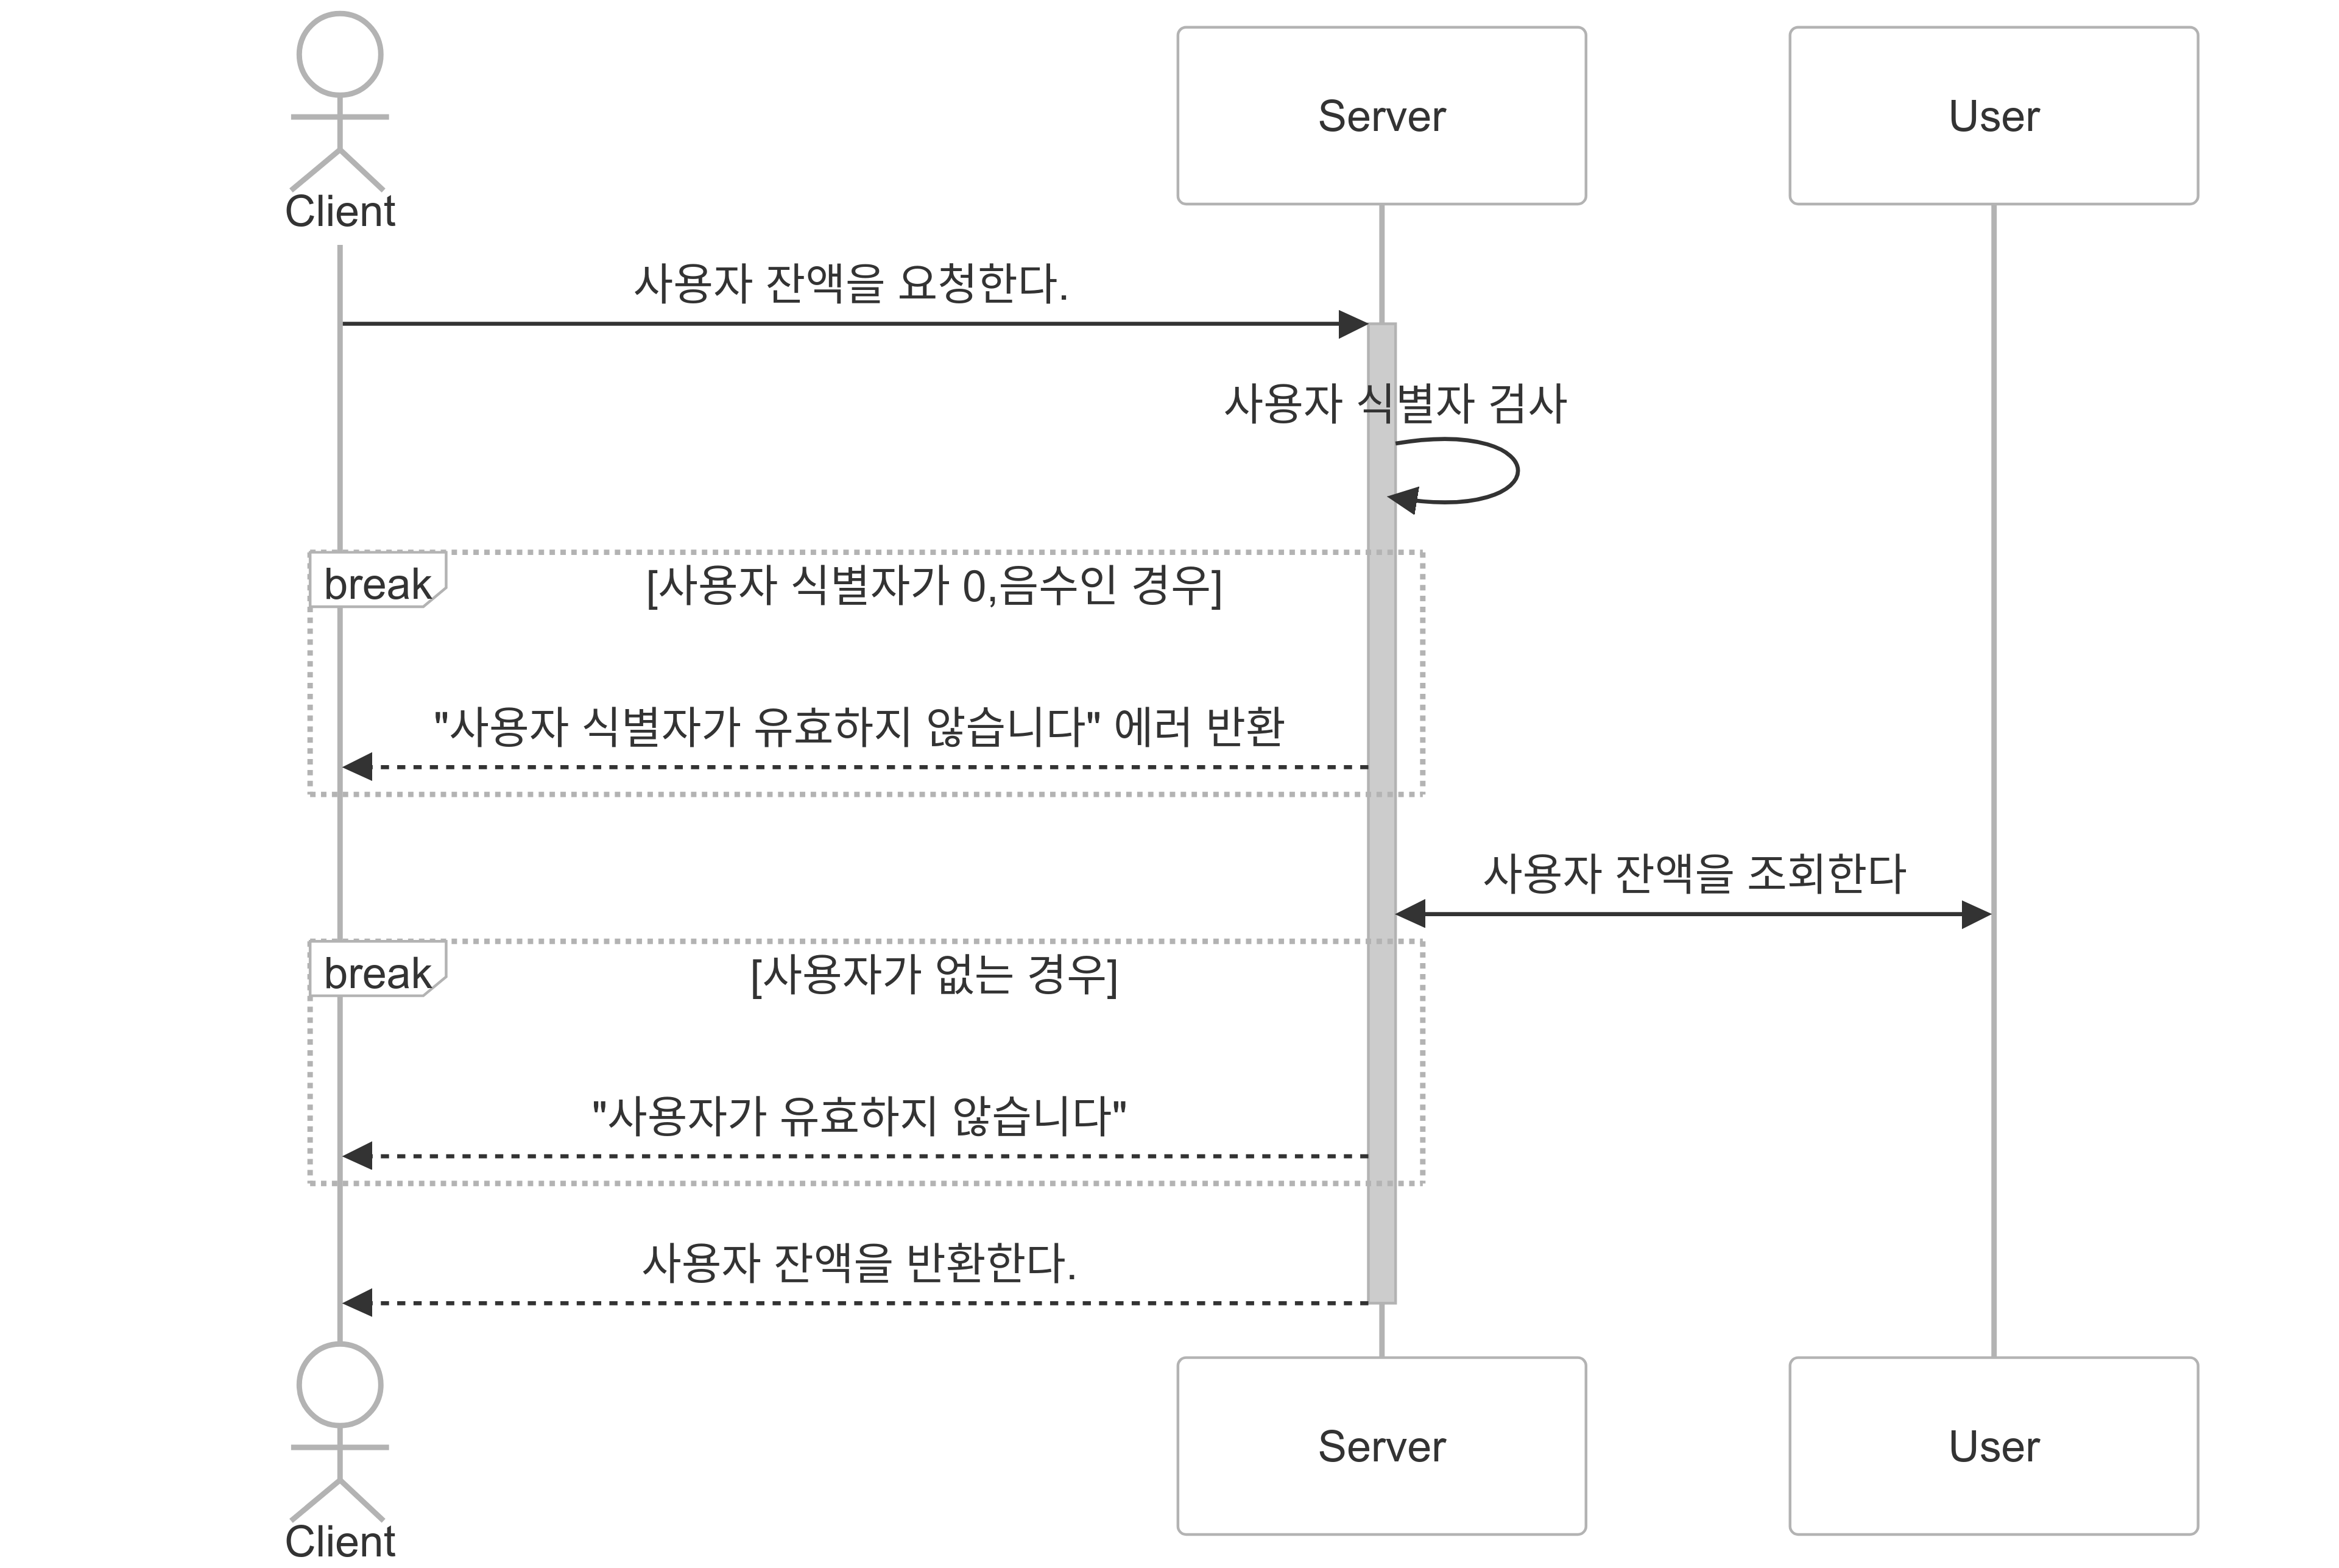 Client
Server
User
사용자 잔액을 요청한다.
사용자 식별자 검사
break
[사용자 식별자가 0,음수인 경우]
"사용자 식별자가 유효하지 않습니다" 에러 반환
사용자 잔액을 조회한다
break
[사용자가 없는 경우]
"사용자가 유효하지 않습니다"
사용자 잔액을 반환한다.
Client
Server
User